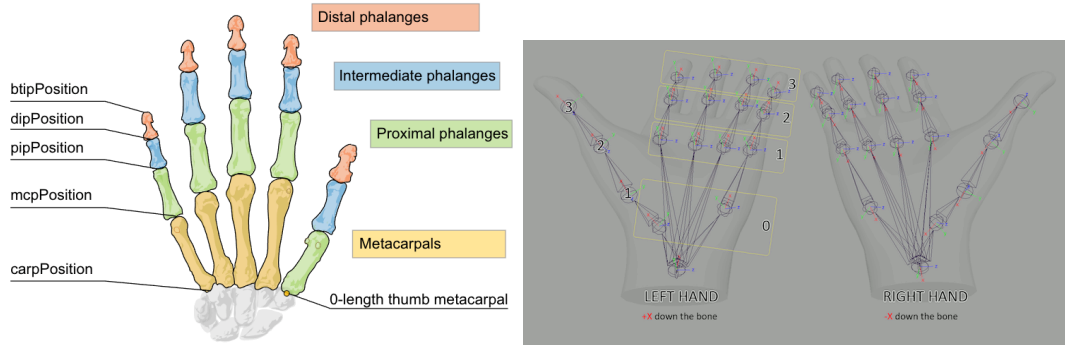 Distal phalanges
Intermediate phalanges
btipPosition
dipPosition
Proximal phalanges
pipPosition
mcpPosition
Metacarpals
carpPosition
0-length thumb metacarpal
3
3
2
2
1
1
0
LEFT HAND
+X down the bone
RIGHT HAND
-X down the bone